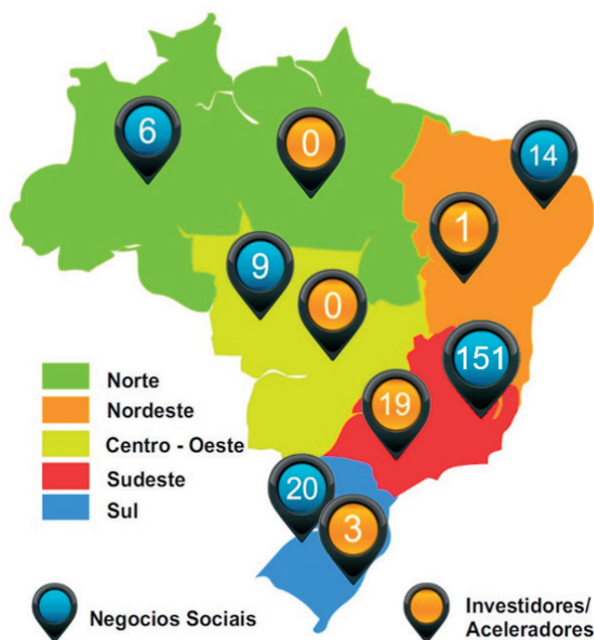 6
0
14
1
9
0
151
19
20
3
Norte
Nordeste
Centro - Oeste
Sudeste
Sul
Negocios Sociais
Investidores/
Aceleradores